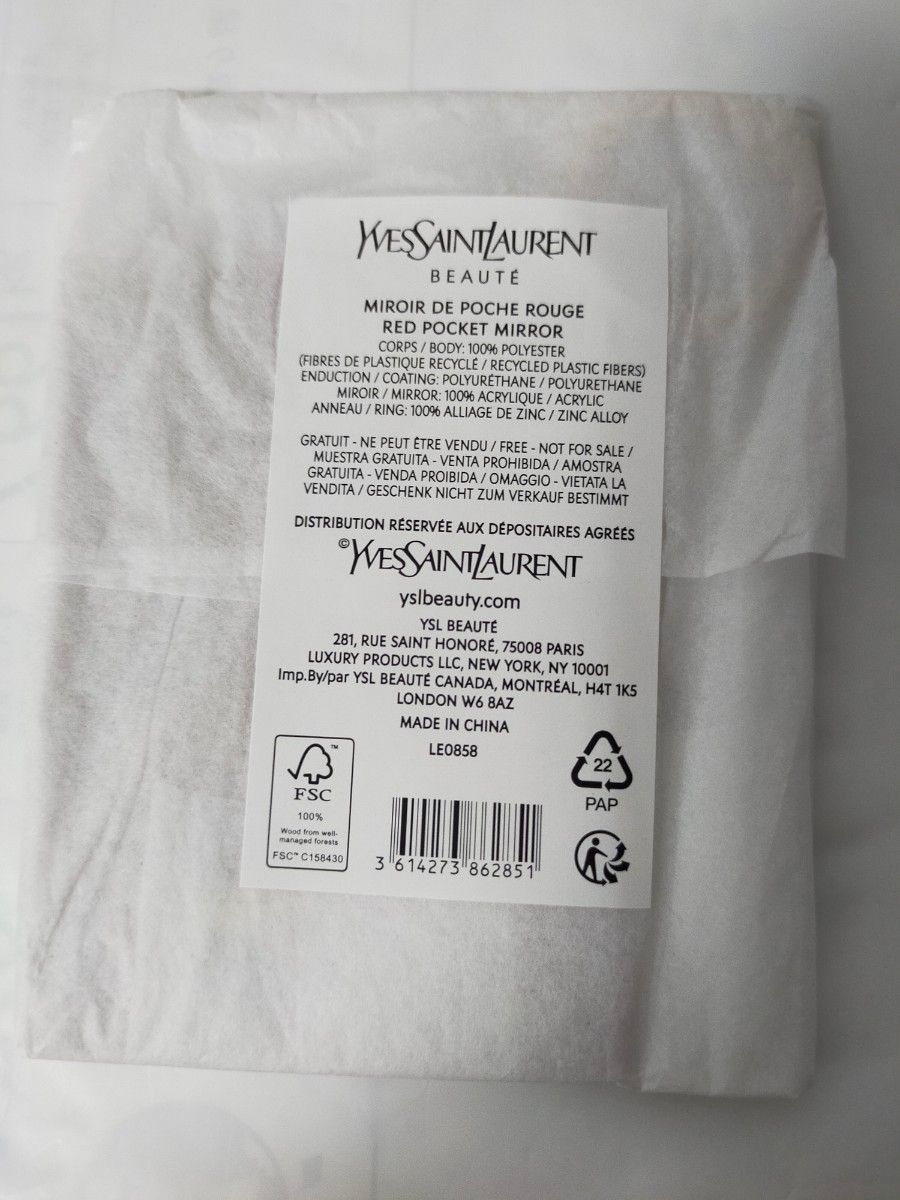 YVESSAINTLAURENT
BEAUTÉ
MIROIR DE POCHE ROUGE
RED POCKET MIRROR
CORPS / BODY: 100% POLYESTER
(FIBRES DE PLASTIQUE RECYCLÉ / RECYCLED PLASTIC FIBERS)
ENDUCTION / COATING: POLYURÉTHANE / POLYURETHANE
MIROIR / MIRROR: 100% ACRYLIQUE / ACRYLIC
ANNEAU / RING: 100% ALLIAGE DE ZINC / ZINC ALLOY
GRATUIT - NE PEUT ÊTRE VENDU / FREE - NOT FOR SALE /
MUESTRA GRATUITA - VENTA PROHIBIDA / AMOSTRA
GRATUITA - VENDA PROIBIDA / OMAGGIO - VIETATA LA
VENDITA / GESCHENK NICHT ZUM VERKAUF BESTIMMT
DISTRIBUTION RÉSERVÉE AUX DÉPOSITAIRES AGRÉÉS
©YVESSAINTLAURENT
yslbeauty.com
YSL BEAUTÉ
281, RUE SAINT HONORÉ, 75008 PARIS
LUXURY PRODUCTS LLC, NEW YORK, NY 10001
Imp.By/par YSL BEAUTÉ CANADA, MONTRÉAL, H4T 1K5
LONDON W6 8AZ
MADE IN CHINA
LE0858
FSC™
100%
Wood from well-
managed forests
FSC™ C158430
3 614273 862851
22
PAP